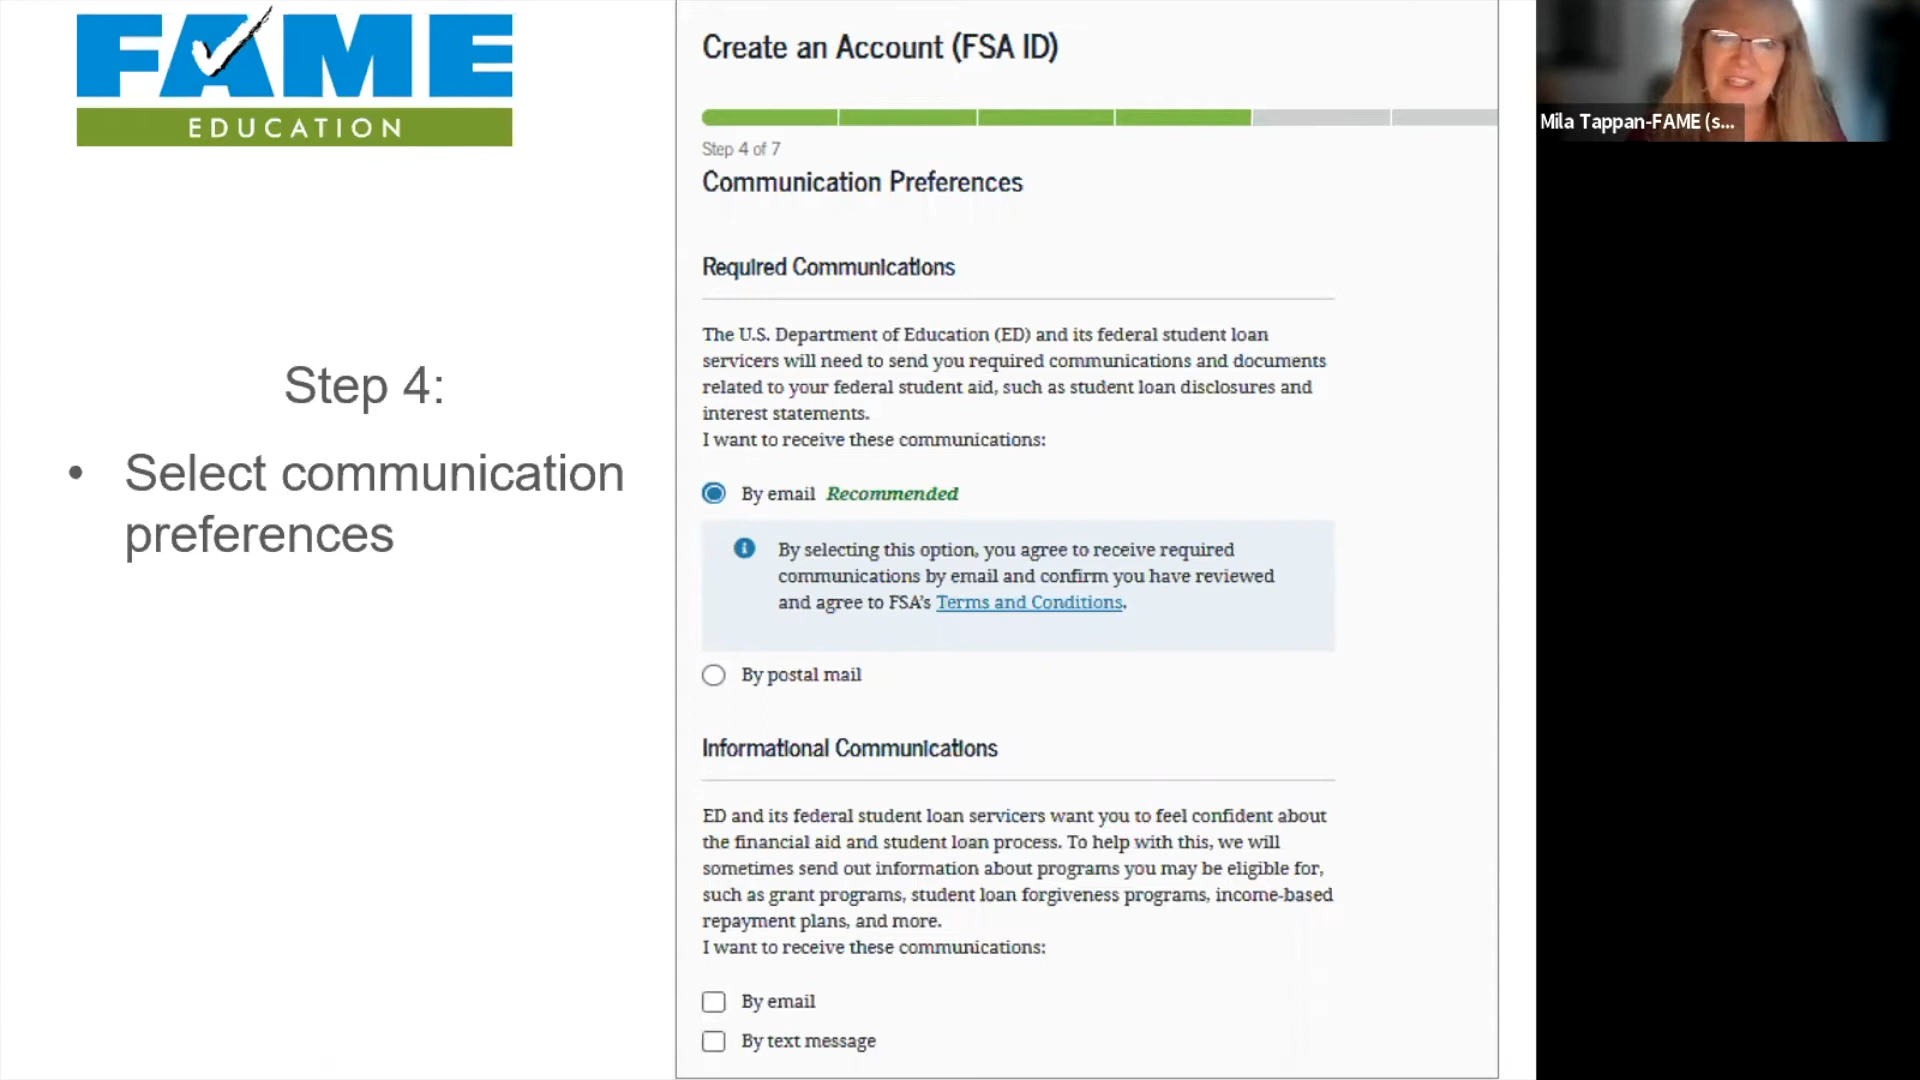 FAME
EDUCATION
Step 4:
• Select communication
preferences
Create an Account (FSA ID)
Step 4 of 7
Communication Preferences
Required Communications
The U.S. Department of Education (ED) and its federal student loan
servicers will need to send you required communications and documents
related to your federal student aid, such as student loan disclosures and
interest statements.
I want to receive these communications:
By email Recommended
By selecting this option, you agree to receive required
communications by email and confirm you have reviewed
and agree to FSA’s Terms and Conditions.
By postal mail
Informational Communications
ED and its federal student loan servicers want you to feel confident about
the financial aid and student loan process. To help with this, we will
sometimes send out information about programs you may be eligible for,
such as grant programs, student loan forgiveness programs, income-based
repayment plans, and more.
I want to receive these communications:
By email
By text message
Mila Tappan-FAME (s...